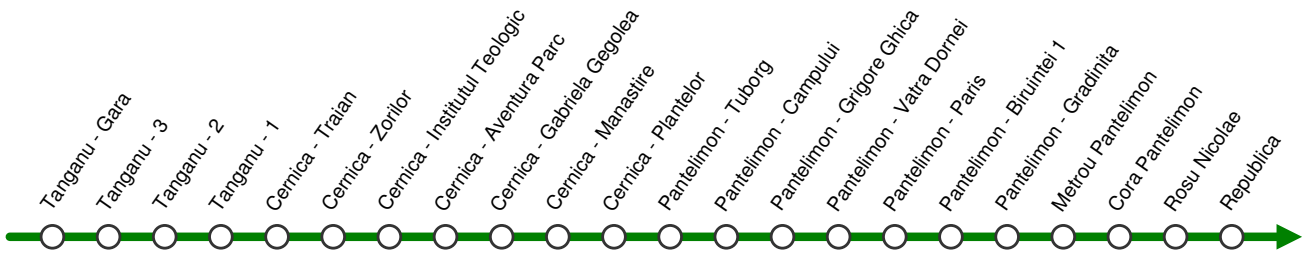 Tanganu - Gara
Tanganu - 3
Tanganu - 2
Tanganu - 1
Cernica - Traian
Cernica - Zorilor
Cernica - Institutul Teologic
Cernica - Aventura Parc
Cernica - Gabriela Gegolea
Cernica - Manastire
Cernica - Plantelor
Pantelimon - Tuborg
Pantelimon - Campului
Pantelimon - Grigore Ghica
Pantelimon - Vatra Dornei
Pantelimon - Paris
Pantelimon - Biruintei 1
Pantelimon - Gradinita
Metrou Pantelimon
Cora Pantelimon
Rosu Nicolae
Republica